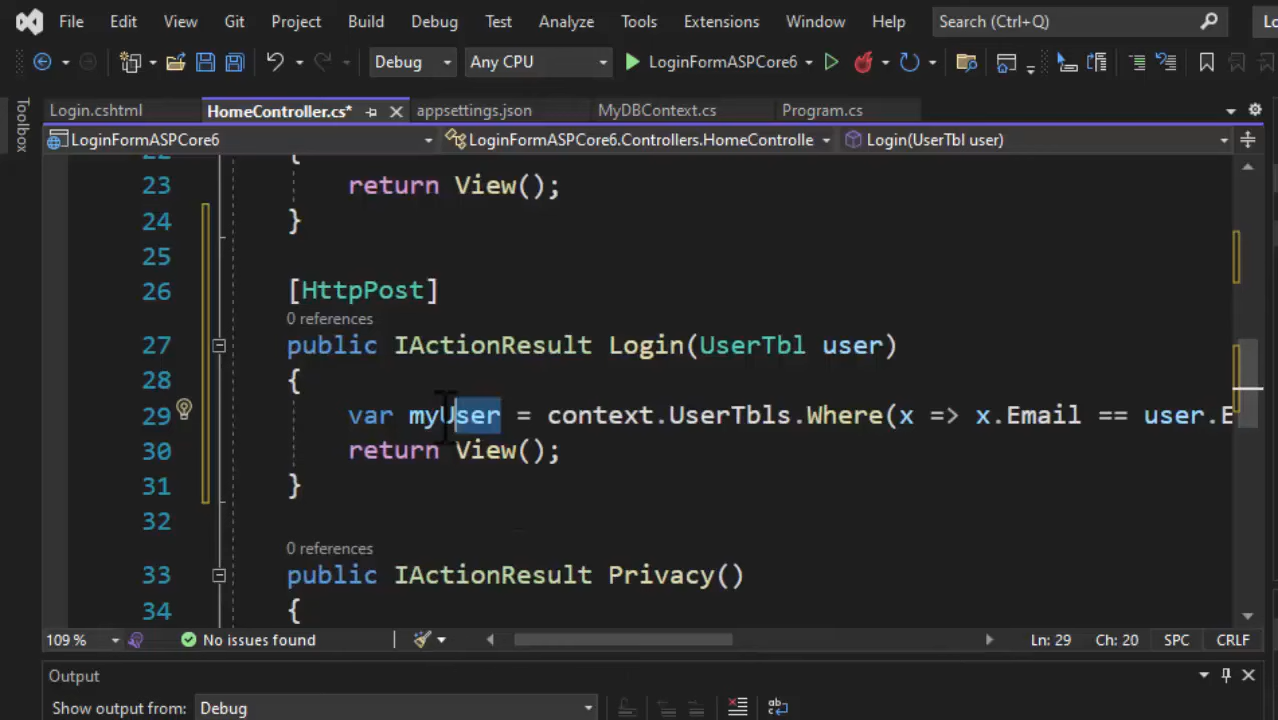 File Edit View Git Project Build Debug Test Analyze Tools Extensions Window Help Search (Ctrl+Q) Lo
Debug Any CPU LoginFormASPCore6
Toolbox
Login.cshtml HomeController.cs* appsettings.json MyDBContext.cs Program.cs
LoginFormASPCore6 LoginFormASPCore6.Controllers.HomeControlle Login(UserTbl user)
22 {
23 return View();
24 }
25
26 [HttpPost]
0 references
27 public IActionResult Login(UserTbl user)
28 {
29 var myUser = context.UserTbls.Where(x => x.Email == user.E
30 return View();
31 }
32
0 references
33 public IActionResult Privacy()
34 {
109 % No issues found Ln: 29 Ch: 20 SPC CRLF
Output
Show output from: Debug